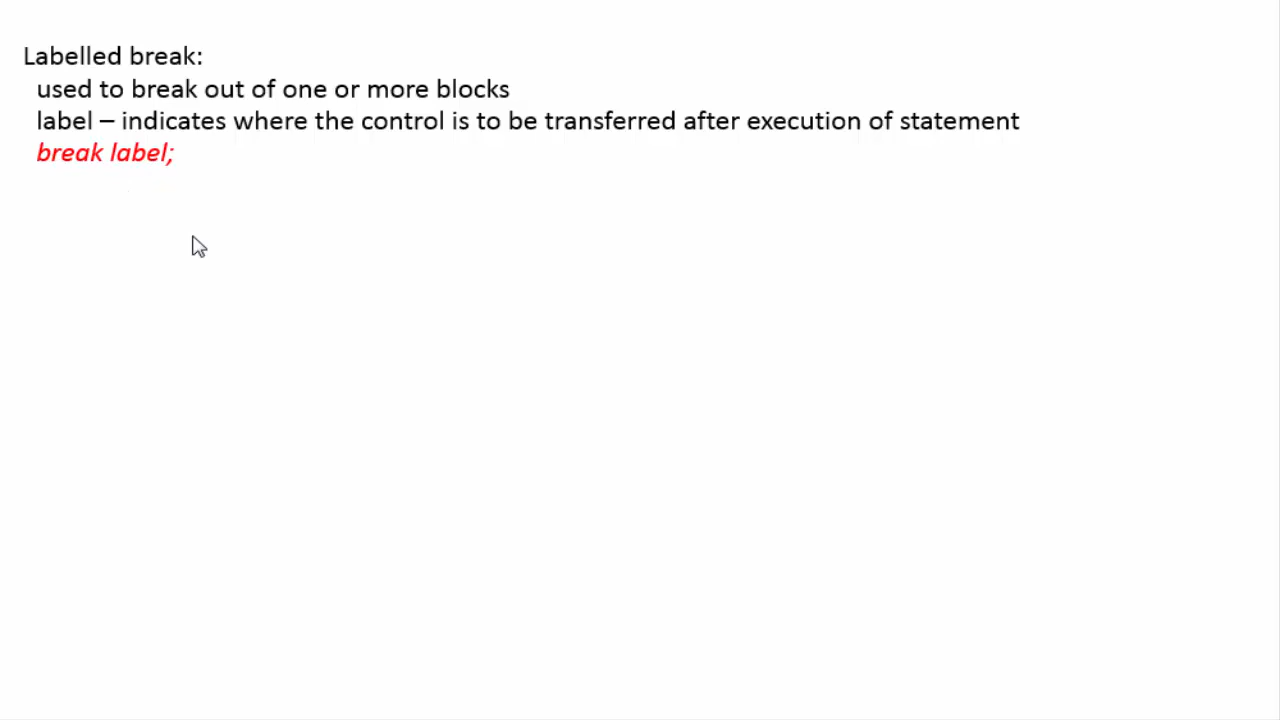 Labelled break:
used to break out of one or more blocks
label – indicates where the control is to be transferred after execution of statement
break label;